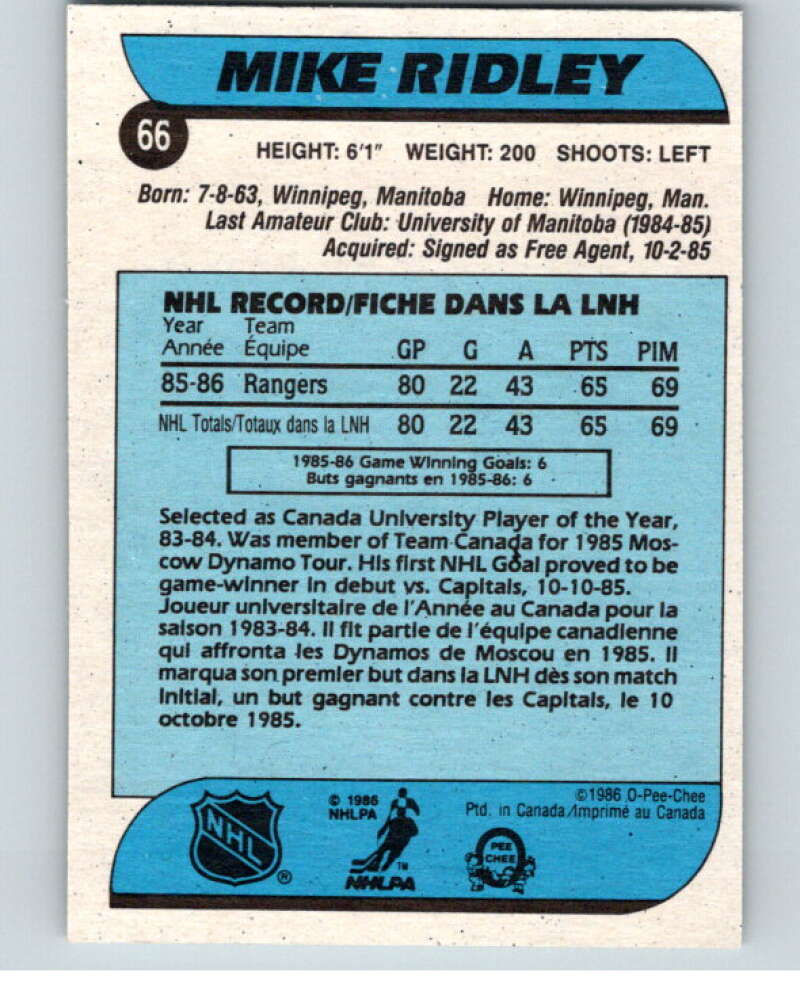 MIKE RIDLEY
66
HEIGHT: 6'1" WEIGHT: 200 SHOOTS: LEFT
Born: 7-8-63, Winnipeg, Manitoba Home: Winnipeg, Man.
Last Amateur Club: University of Manitoba (1984-85)
Acquired: Signed as Free Agent, 10-2-85
NHL RECORD/FICHE DANS LA LNH
Year Team
Année Équipe GP G A PTS PIM
85-86 Rangers 80 22 43 65 69
NHL Totals/Totaux dans la LNH 80 22 43 65 69
1985-86 Game Winning Goals: 6
Buts gagnants en 1985-86: 6
Selected as Canada University Player of the Year,
83-84. Was member of Team Canada for 1985 Mos-
cow Dynamo Tour. His first NHL Goal proved to be
game-winner in debut vs. Capitals, 10-10-85.
Joueur universitaire de l'Année au Canada pour la
saison 1983-84. Il fit partie de l'équipe canadienne
qui affronta les Dynamos de Moscou en 1985. Il
marqua son premier but dans la LNH dès son match
initial, un but gagnant contre les Capitals, le 10
octobre 1985.
NHL ®
© 1986
NHLPA
TM
NHLPA
©1986 O-Pee-Chee
Ptd. in Canada/Imprimé au Canada
O
PEE
CHEE